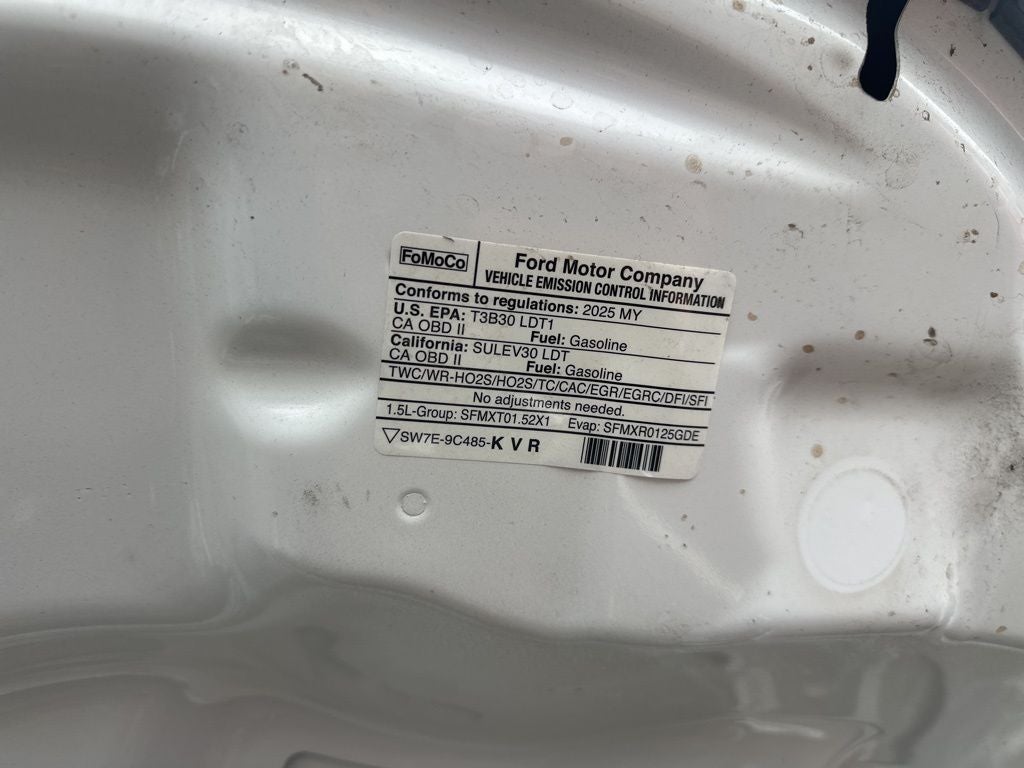 FoMoCo
Ford Motor Company
VEHICLE EMISSION CONTROL INFORMATION
Conforms to regulations: 2025 MY
U.S. EPA: T3B30 LDT1
CA OBD II Fuel: Gasoline
California: SULEV30 LDT
CA OBD II Fuel: Gasoline
TWC/WR-HO2S/HO2S/TC/CAC/EGR/EGRC/DFI/SFI
No adjustments needed.
1.5L-Group: SFMXT01.52X1 Evap: SFMXR0125GDE
SW7E-9C485-K V R